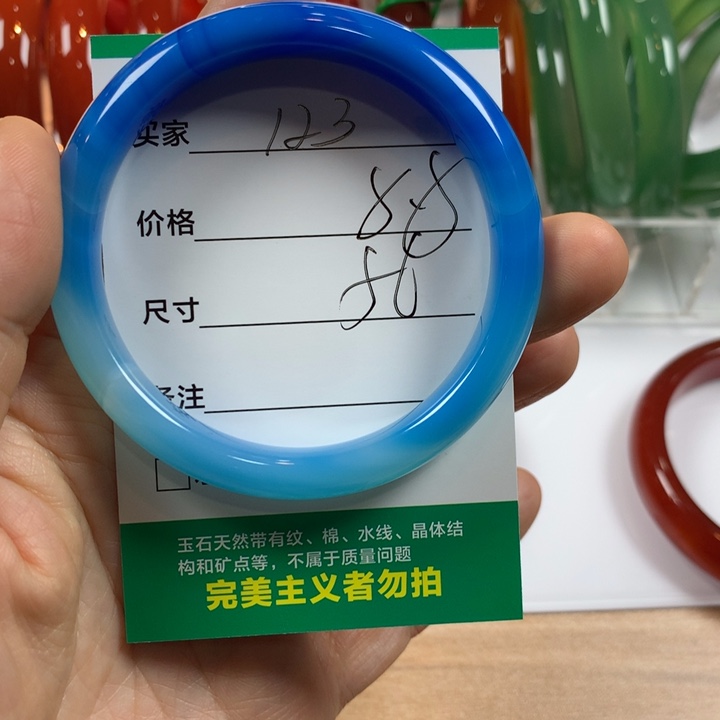 买家 123
价格 88
尺寸 56
备注
玉石天然带有纹、棉、水线、晶体结
构和矿点等，不属于质量问题
完美主义者勿拍